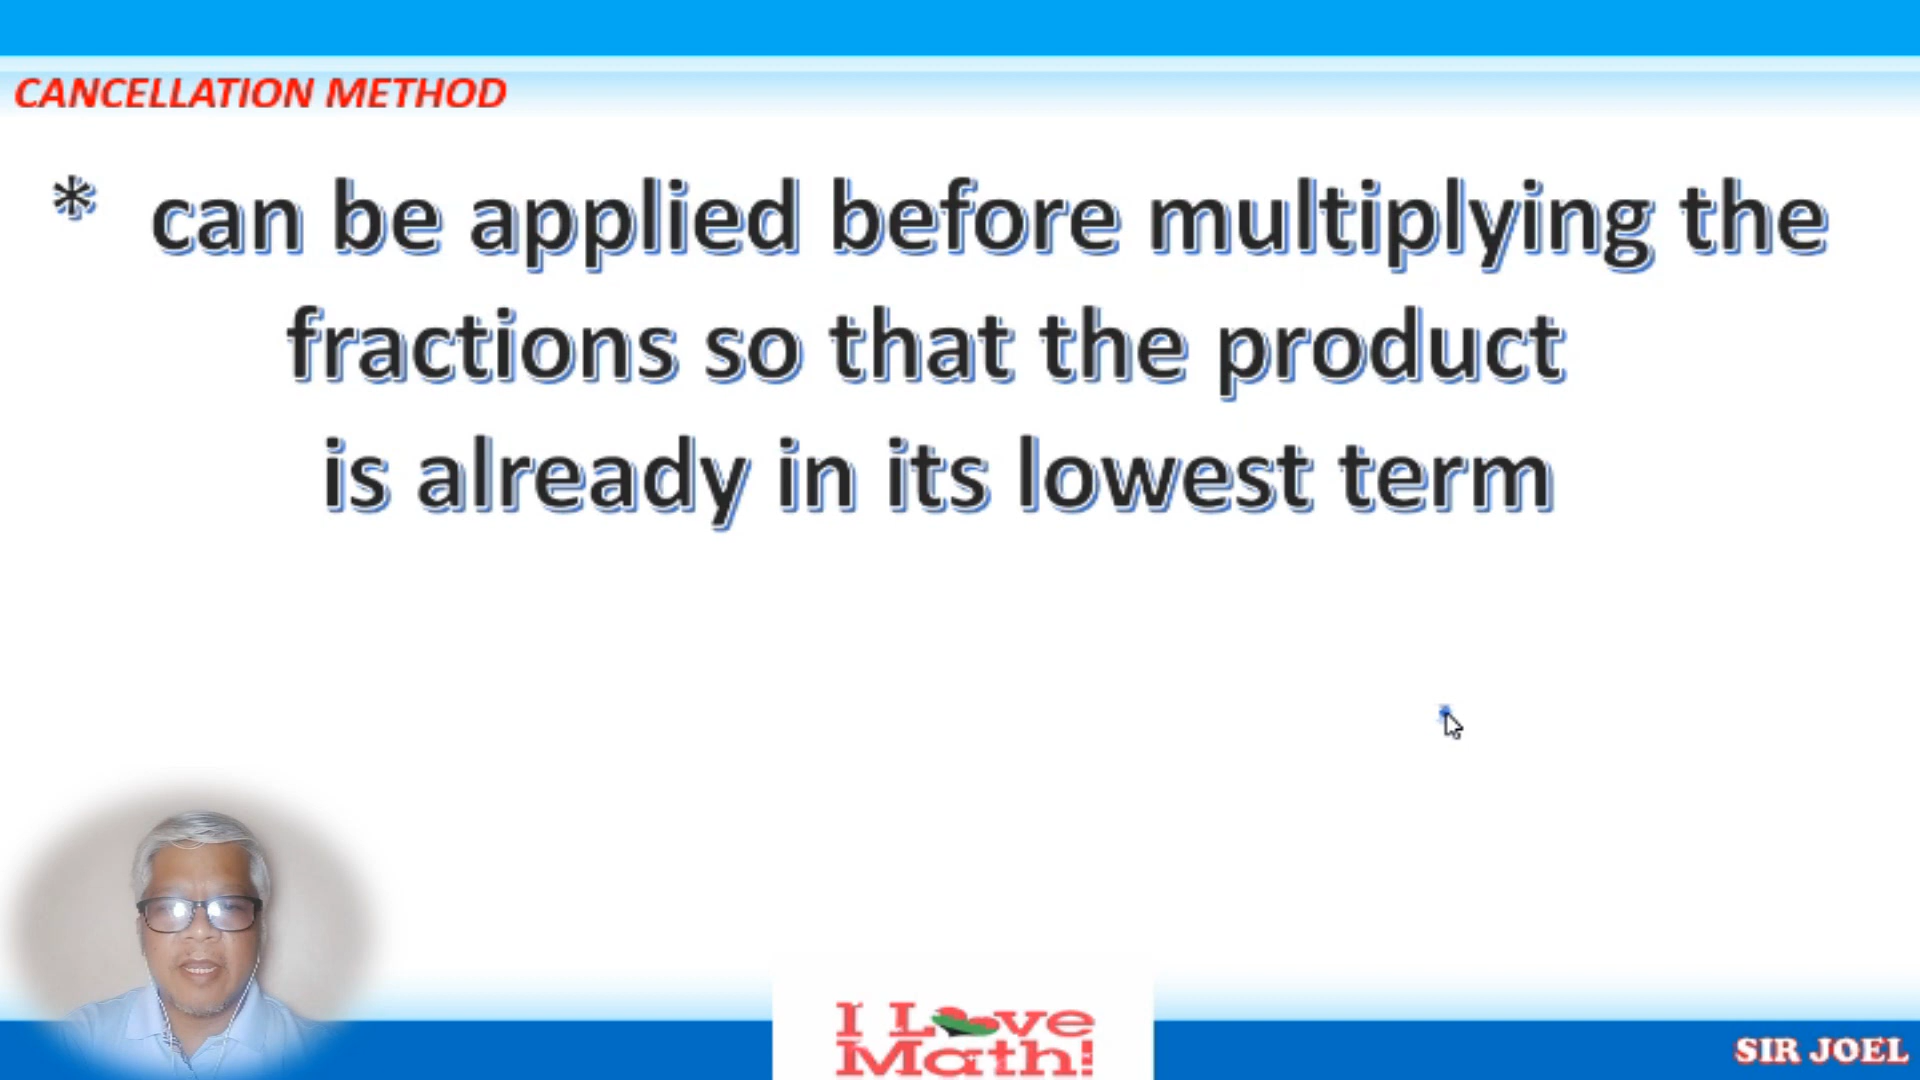 CANCELLATION METHOD
* can be applied before multiplying the
fractions so that the product
is already in its lowest term
I Love
Math!
SIR JOEL